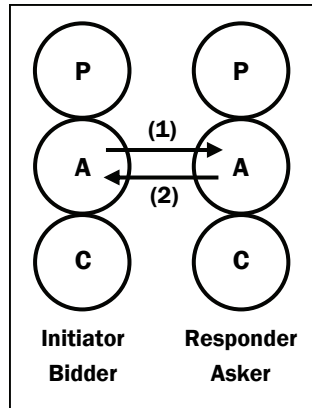 P P
(1)
A A
(2)
C C
Initiator Responder
Bidder Asker